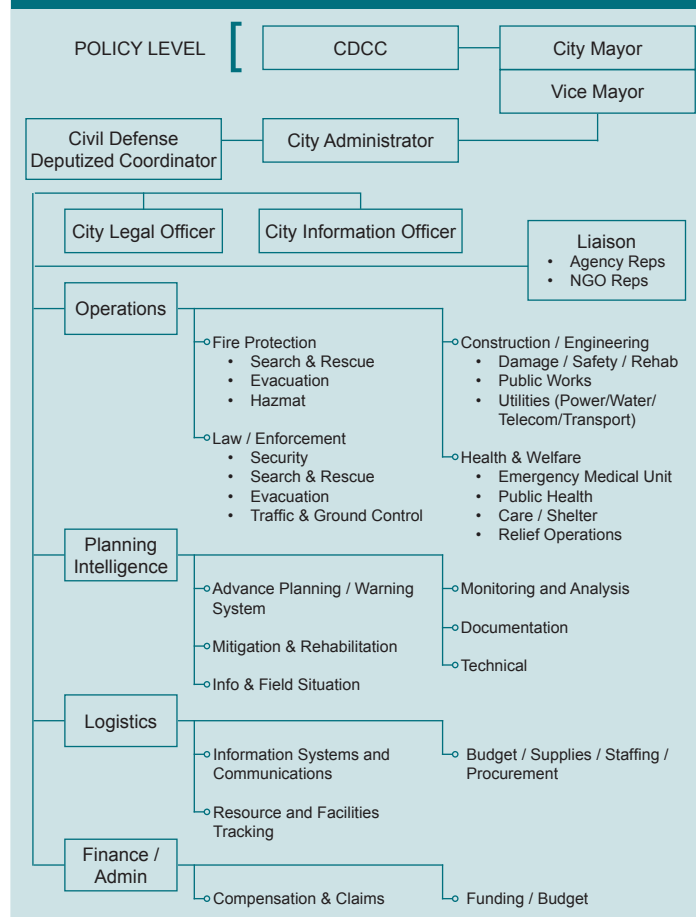 POLICY LEVEL
CDCC
City Mayor
Vice Mayor
Civil Defense
Deputized Coordinator
City Administrator
City Legal Officer
City Information Officer
Liaison
• Agency Reps
• NGO Reps
Operations
Fire Protection
• Search & Rescue
• Evacuation
• Hazmat
Law / Enforcement
• Security
• Search & Rescue
• Evacuation
• Traffic & Ground Control
Construction / Engineering
• Damage / Safety / Rehab
• Public Works
• Utilities (Power/Water/
Telecom/Transport)
Health & Welfare
• Emergency Medical Unit
• Public Health
• Care / Shelter
• Relief Operations
Planning
Intelligence
Advance Planning / Warning
System
Mitigation & Rehabilitation
Info & Field Situation
Monitoring and Analysis
Documentation
Technical
Logistics
Information Systems and
Communications
Resource and Facilities
Tracking
Budget / Supplies / Staffing /
Procurement
Finance /
Admin
Compensation & Claims
Funding / Budget